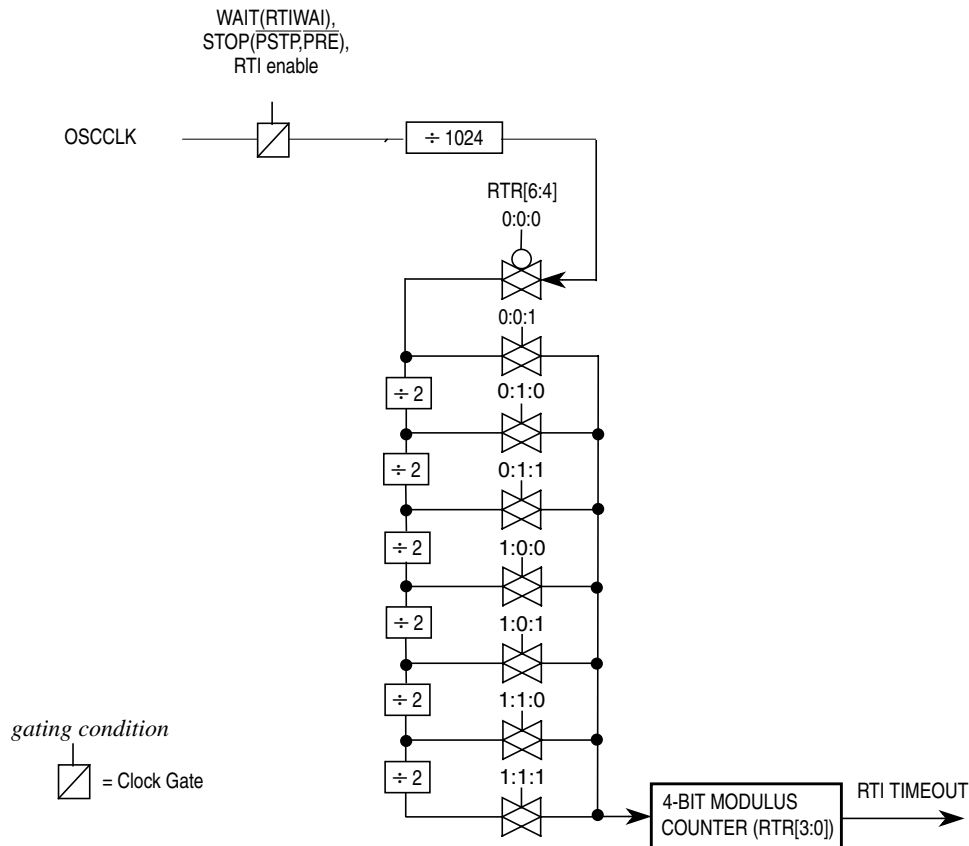 WAIT(RTIWAI),
STOP(PSTP,PRE),
RTI enable
OSCCLK
÷ 1024
RTR[6:4]
0:0:0
0:0:1
÷ 2
0:1:0
÷ 2
0:1:1
÷ 2
1:0:0
÷ 2
1:0:1
÷ 2
1:1:0
÷ 2
1:1:1
gating condition
= Clock Gate
4-BIT MODULUS
COUNTER (RTR[3:0])
RTI TIMEOUT